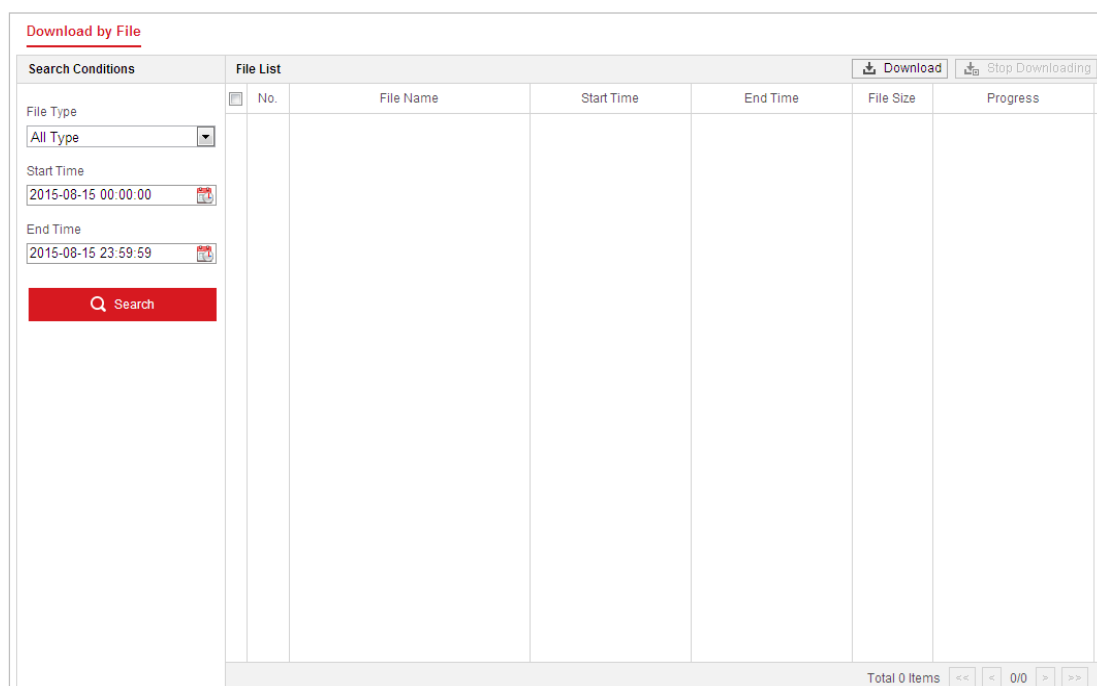 Download by File
Search Conditions
File Type
All Type
Start Time
2015-08-15 00:00:00
End Time
2015-08-15 23:59:59
Search
File List
Download
Stop Downloading
No. File Name Start Time End Time File Size Progress
Total 0 Items << < 0/0 > >>